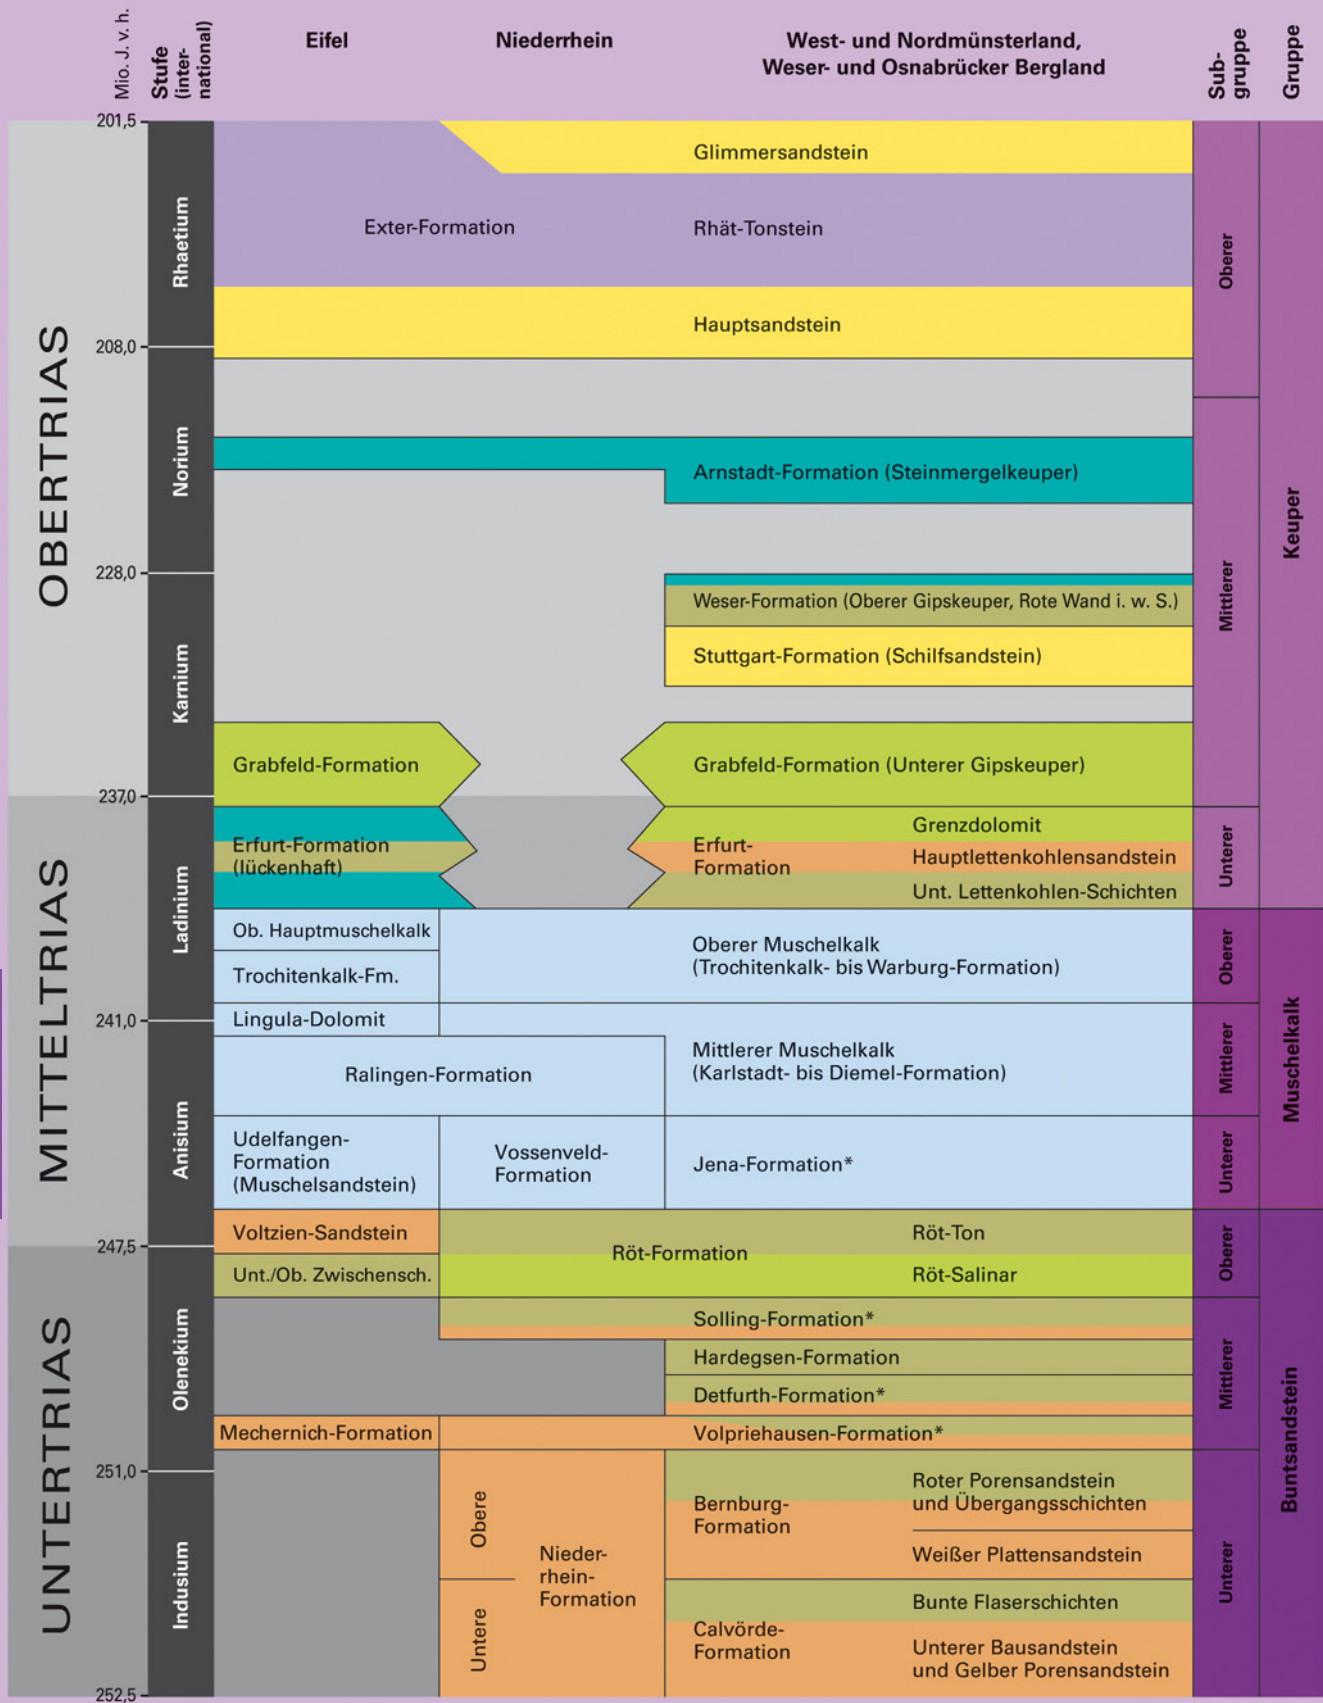 Mio. J. v. h.
Stufe
(inter-
national)
Eifel
Niederrhein
West- und Nordmünsterland,
Weser- und Osnabrücker Bergland
Sub-
gruppe
Gruppe
201,5
208,0
228,0
237,0
241,0
247,5
251,0
252,5
OBERTRIAS
MITTELTRIAS
UNTERTRIAS
Rhaetium
Norium
Karnium
Ladinium
Anisium
Olenekium
Indusium
Glimmersandstein
Exter-Formation
Rhät-Tonstein
Hauptsandstein
Arnstadt-Formation (Steinmergelkeuper)
Weser-Formation (Oberer Gipskeuper, Rote Wand i. w. S.)
Stuttgart-Formation (Schilfsandstein)
Grabfeld-Formation
Grabfeld-Formation (Unterer Gipskeuper)
Erfurt-Formation
(lückenhaft)
Erfurt-
Formation
Grenzdolomit
Hauptlettenkohlensandstein
Unt. Lettenkohlen-Schichten
Ob. Hauptmuschelkalk
Trochitenkalk-Fm.
Oberer Muschelkalk
(Trochitenkalk- bis Warburg-Formation)
Lingula-Dolomit
Ralingen-Formation
Mittlerer Muschelkalk
(Karlstadt- bis Diemel-Formation)
Udelfangen-
Formation
(Muschelsandstein)
Vossenveld-
Formation
Jena-Formation*
Voltzien-Sandstein
Unt./Ob. Zwischensch.
Röt-Formation
Röt-Ton
Röt-Salinar
Solling-Formation*
Hardegsen-Formation
Detfurth-Formation*
Mechernich-Formation
Volpriehausen-Formation*
Obere
Untere
Nieder-
rhein-
Formation
Bernburg-
Formation
Roter Porensandstein
und Übergangsschichten
Weißer Plattensandstein
Calvörde-
Formation
Bunte Flaserschichten
Unterer Bausandstein
und Gelber Porensandstein
Oberer
Mittlerer
Unterer
Oberer
Mittlerer
Unterer
Oberer
Mittlerer
Unterer
Keuper
Muschelkalk
Buntsandstein